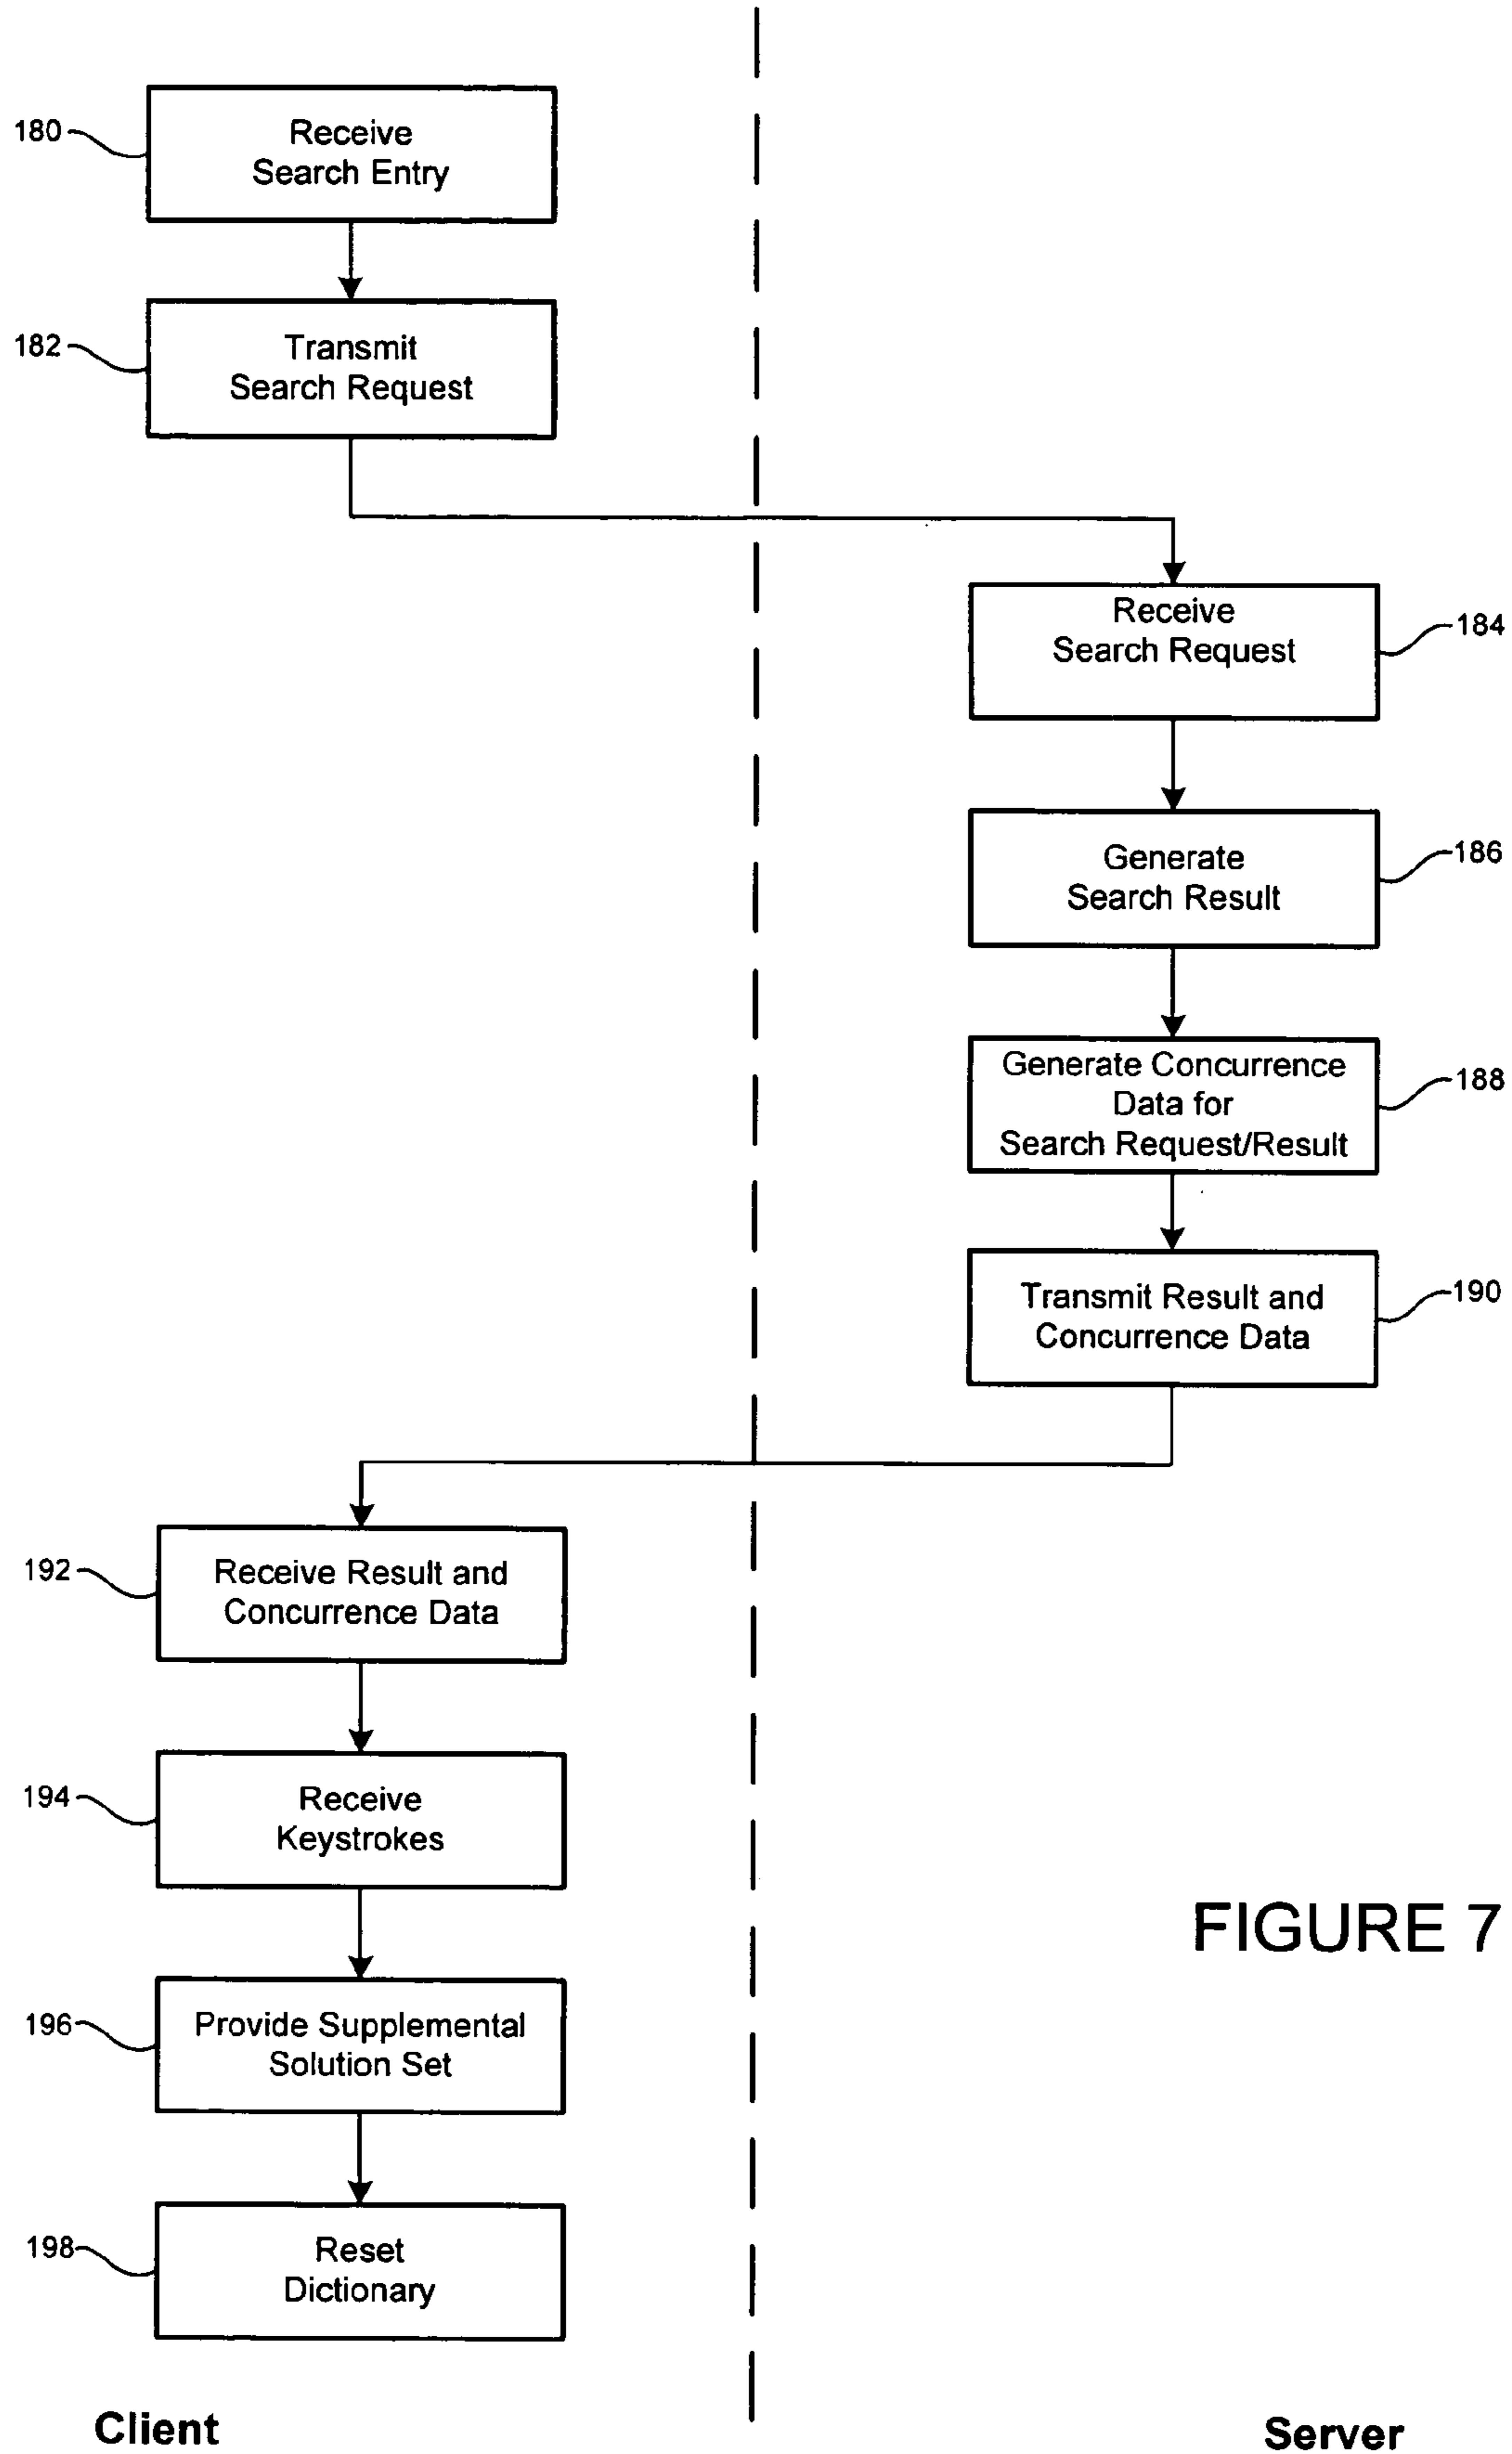 180
Receive
Search Entry
182
Transmit
Search Request
Receive
Search Request
184
Generate
Search Result
186
Generate Concurrence
Data for
Search Request/Result
188
Transmit Result and
Concurrence Data
190
192
Receive Result and
Concurrence Data
194
Receive
Keystrokes
196
Provide Supplemental
Solution Set
198
Reset
Dictionary
FIGURE 7
Client
Server